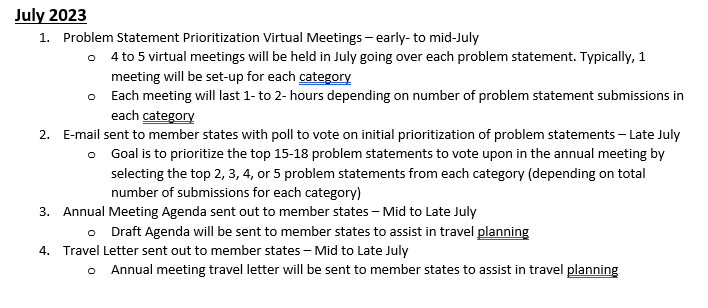 July 2023
1. Problem Statement Prioritization Virtual Meetings – early- to mid-July
o 4 to 5 virtual meetings will be held in July going over each problem statement. Typically, 1
meeting will be set-up for each category
o Each meeting will last 1- to 2- hours depending on number of problem statement submissions in
each category
2. E-mail sent to member states with poll to vote on initial prioritization of problem statements – Late July
o Goal is to prioritize the top 15-18 problem statements to vote upon in the annual meeting by
selecting the top 2, 3, 4, or 5 problem statements from each category (depending on total
number of submissions for each category)
3. Annual Meeting Agenda sent out to member states – Mid to Late July
o Draft Agenda will be sent to member states to assist in travel planning
4. Travel Letter sent out to member states – Mid to Late July
o Annual meeting travel letter will be sent to member states to assist in travel planning